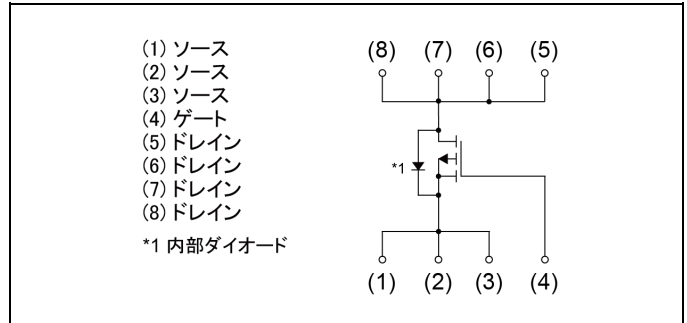 (1) ソース
(2) ソース
(3) ソース
(4) ゲート
(5) ドレイン
(6) ドレイン
(7) ドレイン
(8) ドレイン
*1 内部ダイオード
(8) (7) (6) (5)
*1
(1) (2) (3) (4)